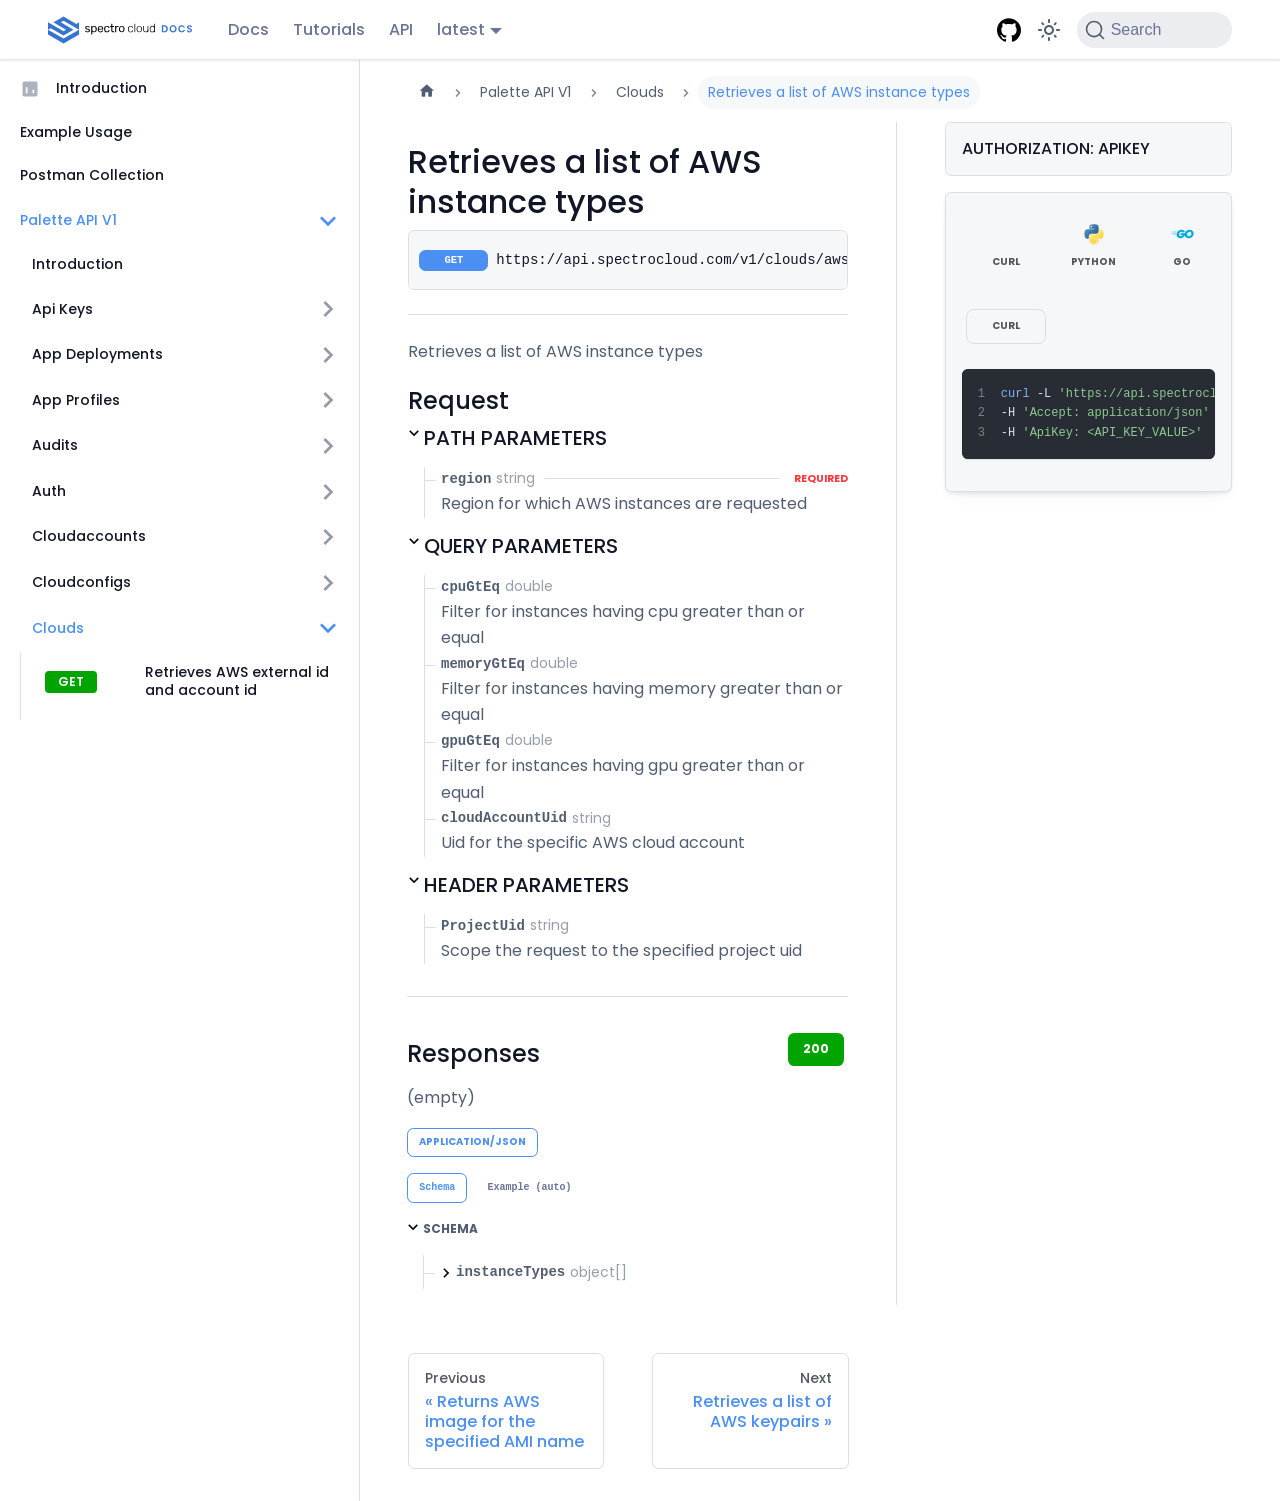 spectro cloud DOCS
Docs
Tutorials
API
latest
Search
Introduction
Example Usage
Postman Collection
Palette API V1
Introduction
Api Keys
App Deployments
App Profiles
Audits
Auth
Cloudaccounts
Cloudconfigs
Clouds
GET
Retrieves AWS external id
and account id
Palette API V1
Clouds
Retrieves a list of AWS instance types
Retrieves a list of AWS
instance types
GET https://api.spectrocloud.com/v1/clouds/aws
Retrieves a list of AWS instance types
Request
PATH PARAMETERS
region string REQUIRED
Region for which AWS instances are requested
QUERY PARAMETERS
cpuGtEq double
Filter for instances having cpu greater than or
equal
memoryGtEq double
Filter for instances having memory greater than or
equal
gpuGtEq double
Filter for instances having gpu greater than or
equal
cloudAccountUid string
Uid for the specific AWS cloud account
HEADER PARAMETERS
ProjectUid string
Scope the request to the specified project uid
Responses
200
(empty)
APPLICATION/JSON
Schema
Example (auto)
SCHEMA
instanceTypes object[]
Previous
« Returns AWS
image for the
specified AMI name
Next
Retrieves a list of
AWS keypairs »
AUTHORIZATION: APIKEY
CURL
PYTHON
GO
GO
CURL
1 curl -L 'https://api.spectrocl
2 -H 'Accept: application/json'
3 -H 'ApiKey: <API_KEY_VALUE>'